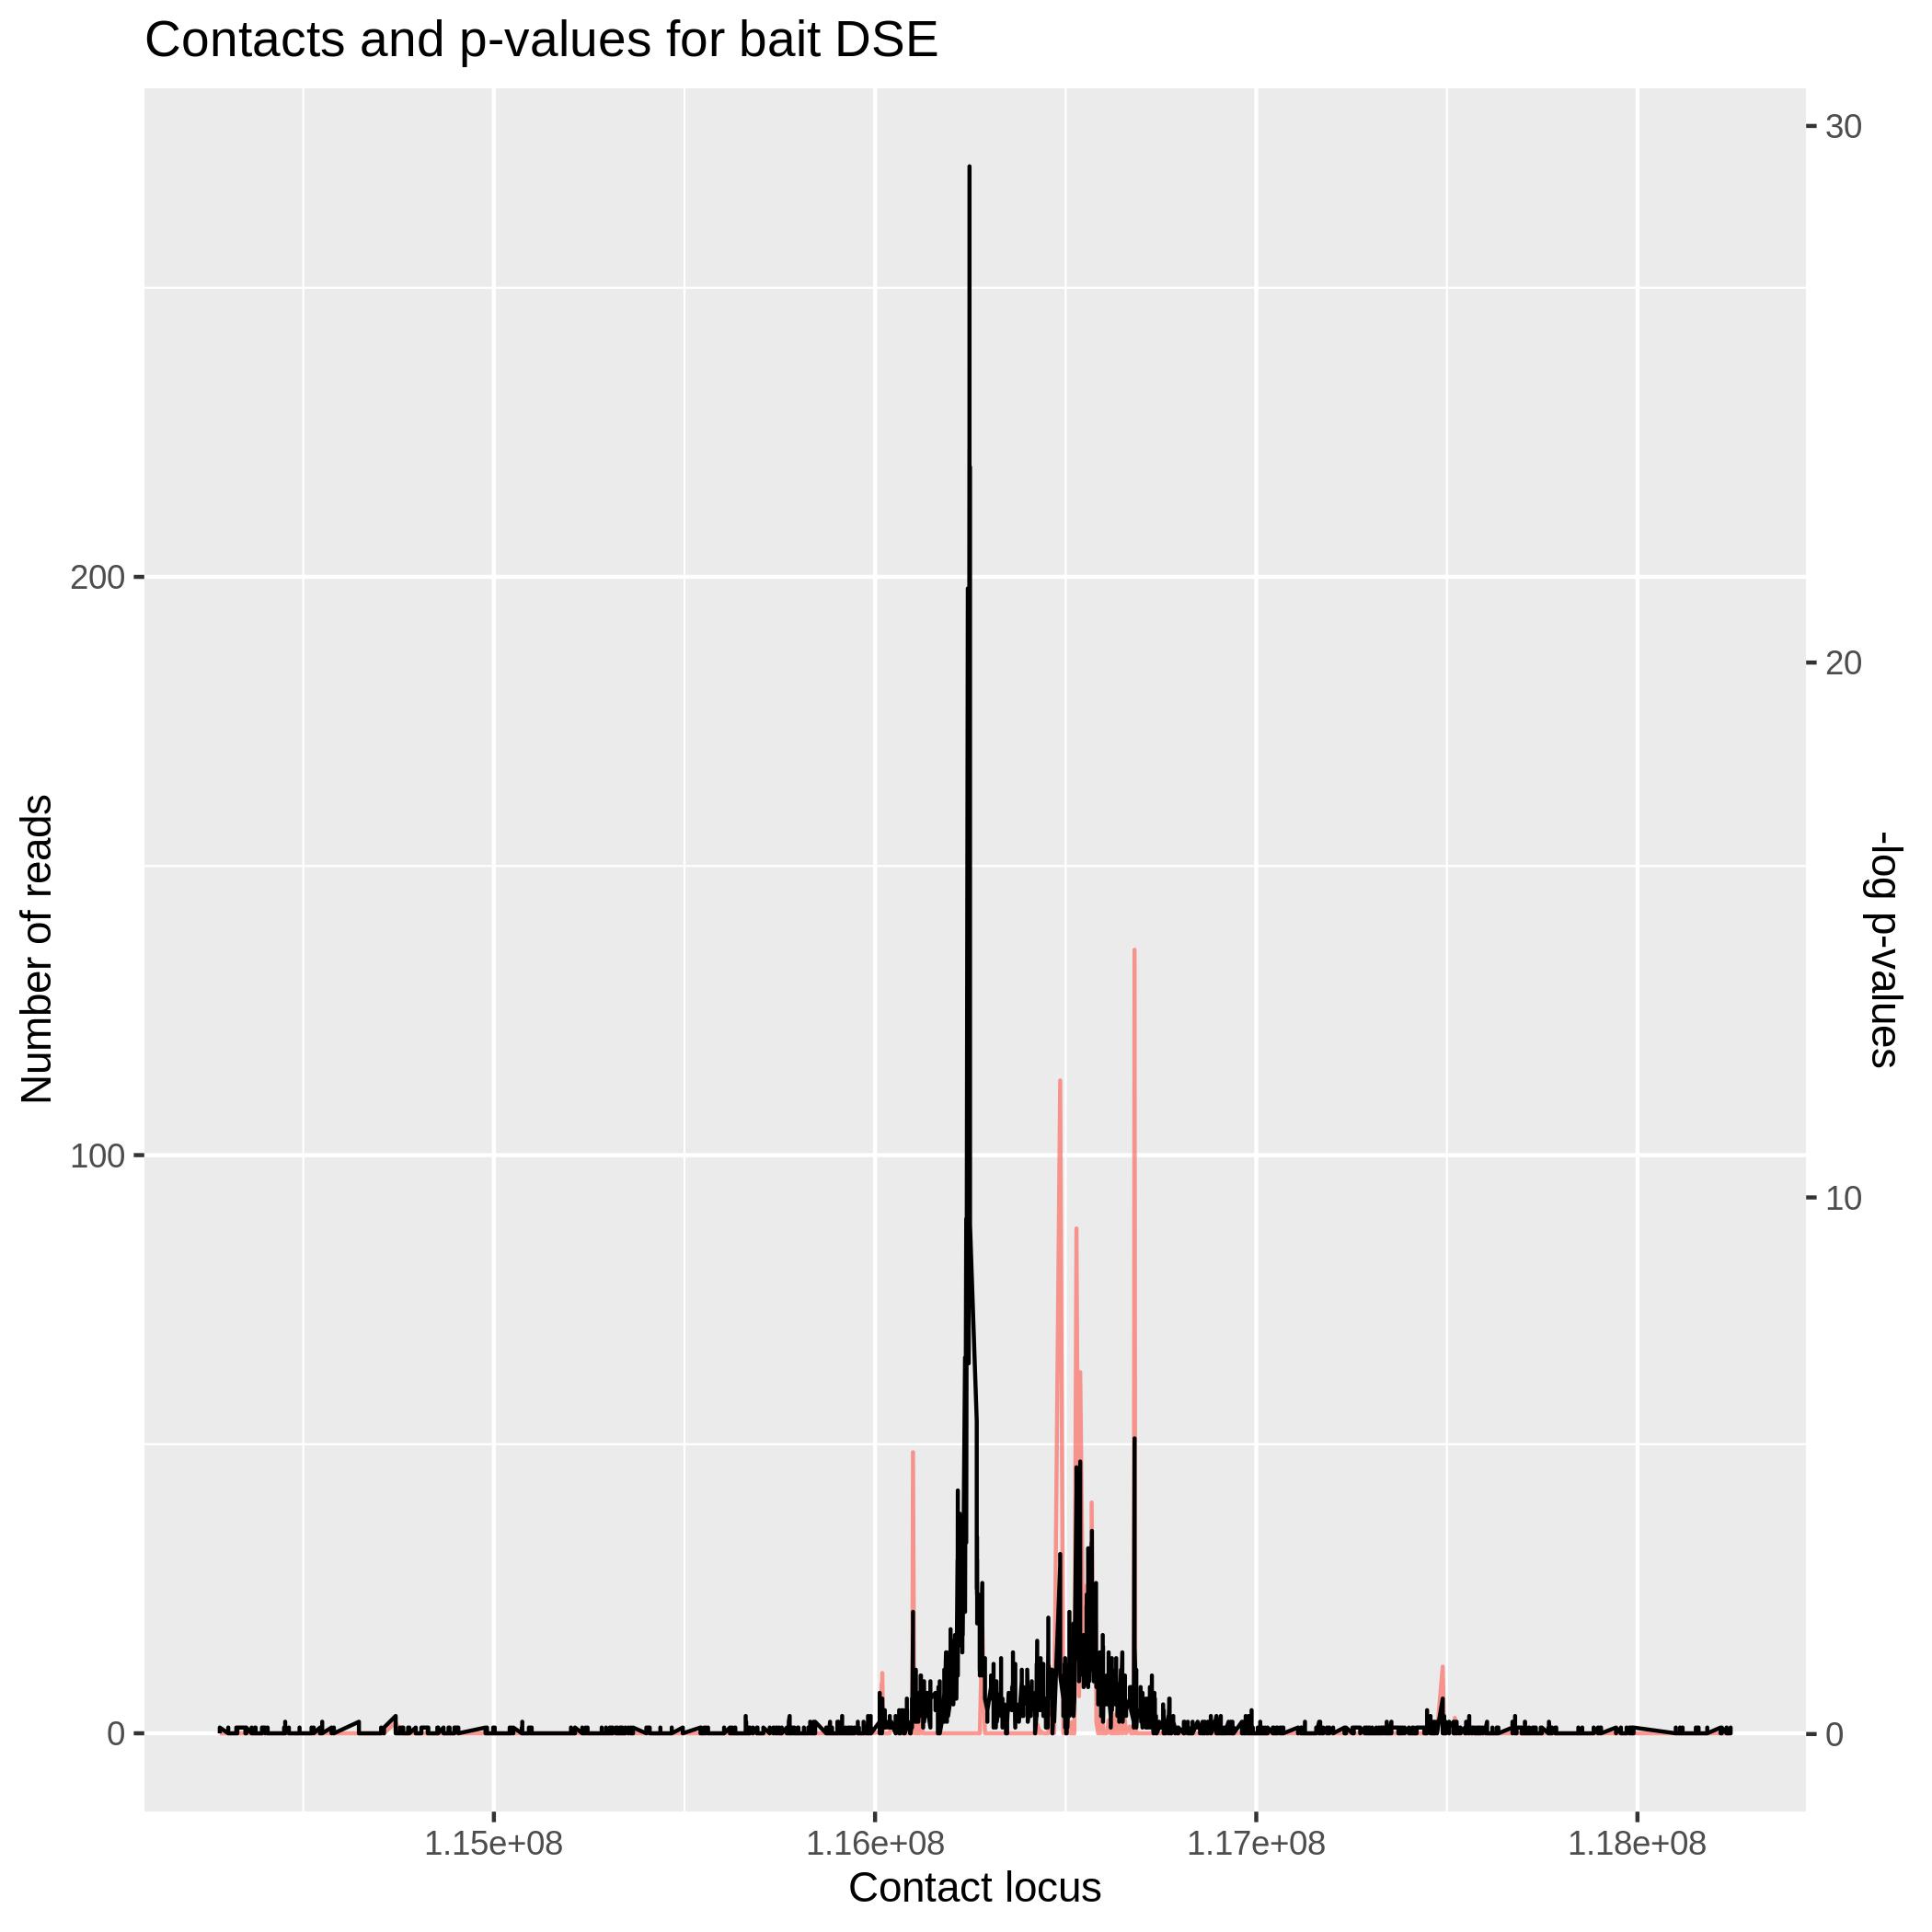 Contacts and p-values for bait DSE
Number of reads
200
100
0
30
20
10
0
-log p-values
1.15e+08 1.16e+08 1.17e+08 1.18e+08
Contact locus